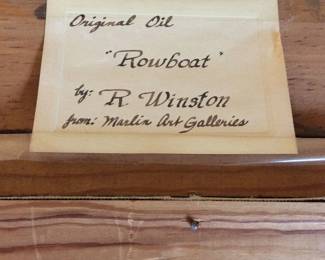 Original Oil
"Rowboat"
by: R Winston
from: Marlin Art Galleries